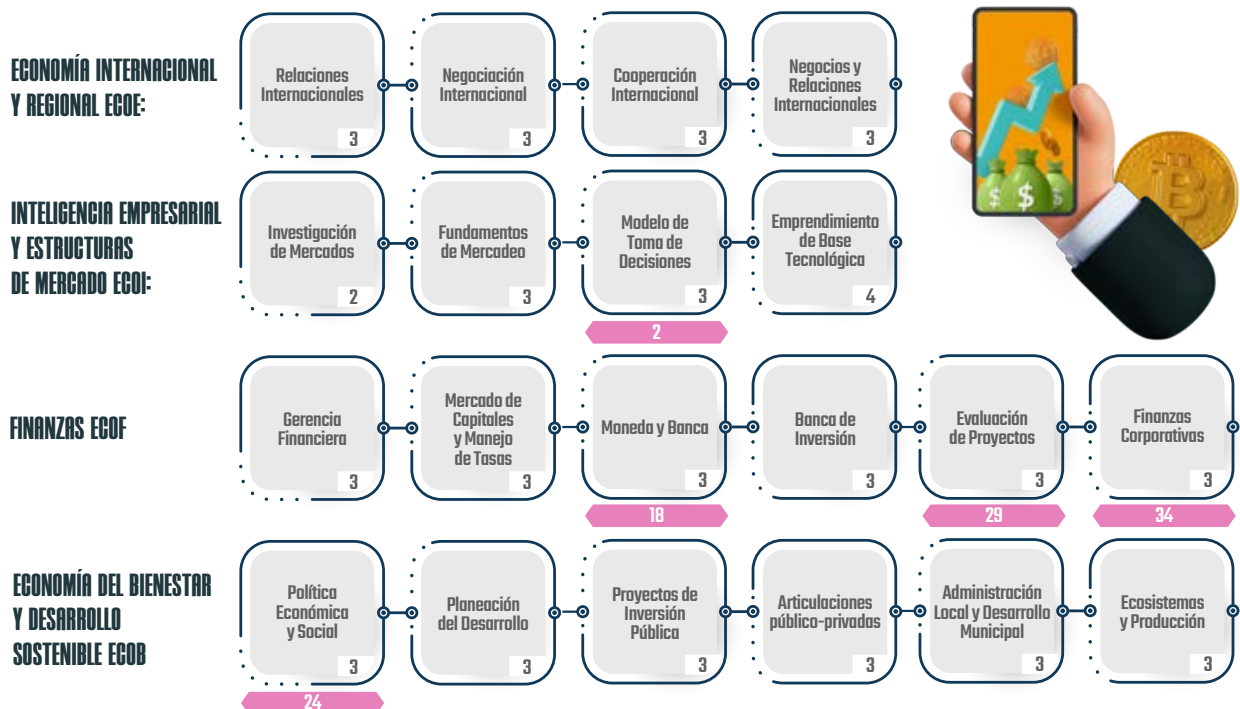 ECONOMÍA INTERNACIONAL
Y REGIONAL ECOE:
Relaciones
Internacionales
3
Negociación
Internacional
3
Cooperación
Internacional
3
Negocios y
Relaciones
Internacionales
3
INTELIGENCIA EMPRESARIAL
Y ESTRUCTURAS
DE MERCADO ECOI:
Investigación
de Mercados
2
Fundamentos
de Mercadeo
3
Modelo de
Toma de
Decisiones
3
2
Emprendimiento
de Base
Tecnológica
4
FINANZAS ECOF
Gerencia
Financiera
3
Mercado de
Capitales
y Manejo
de Tasas
3
Moneda y Banca
3
18
Banca de
Inversión
3
Evaluación
de Proyectos
3
29
Finanzas
Corporativas
3
34
ECONOMÍA DEL BIENESTAR
Y DESARROLLO
SOSTENIBLE ECOB
Política
Económica
y Social
3
24
Planeación
del Desarrollo
3
Proyectos de
Inversión
Pública
3
Articulaciones
público-privadas
3
Administración
Local y Desarrollo
Municipal
3
Ecosistemas
y Producción
3
$ $ $